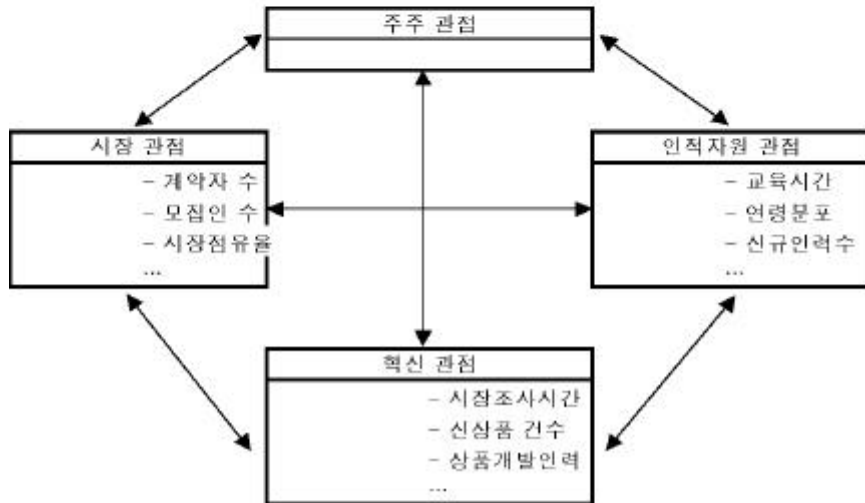 주주 관점
시장 관점
- 계약자 수
- 모집인 수
- 시장점유율
...
인적자원 관점
- 교육시간
- 연령분포
- 신규인력수
...
혁신 관점
- 시장조사시간
- 신상품 건수
- 상품개발인력
...